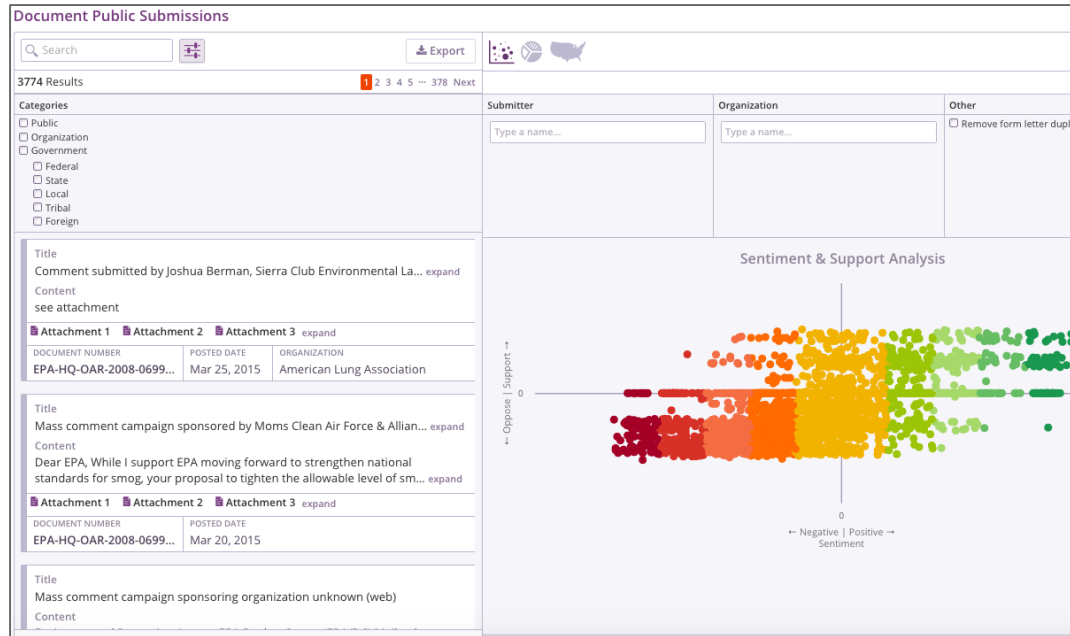 Document Public Submissions
Search
Export
3774 Results
1 2 3 4 5 ... 378 Next
Categories
Public
Organization
Government
Federal
State
Local
Tribal
Foreign
Submitter
Type a name...
Organization
Type a name...
Other
Remove form letter dupl
Title
Comment submitted by Joshua Berman, Sierra Club Environmental La... expand
Content
see attachment
Attachment 1 Attachment 2 Attachment 3 expand
DOCUMENT NUMBER POSTED DATE ORGANIZATION
EPA-HQ-OAR-2008-0699... Mar 25, 2015 American Lung Association
Title
Mass comment campaign sponsored by Moms Clean Air Force & Allian... expand
Content
Dear EPA, While I support EPA moving forward to strengthen national
standards for smog, your proposal to tighten the allowable level of sm... expand
Attachment 1 Attachment 2 Attachment 3 expand
DOCUMENT NUMBER POSTED DATE
EPA-HQ-OAR-2008-0699... Mar 20, 2015
Title
Mass comment campaign sponsoring organization unknown (web)
Content
Sentiment & Support Analysis
← Oppose | Support →
0
0
← Negative | Positive →
Sentiment